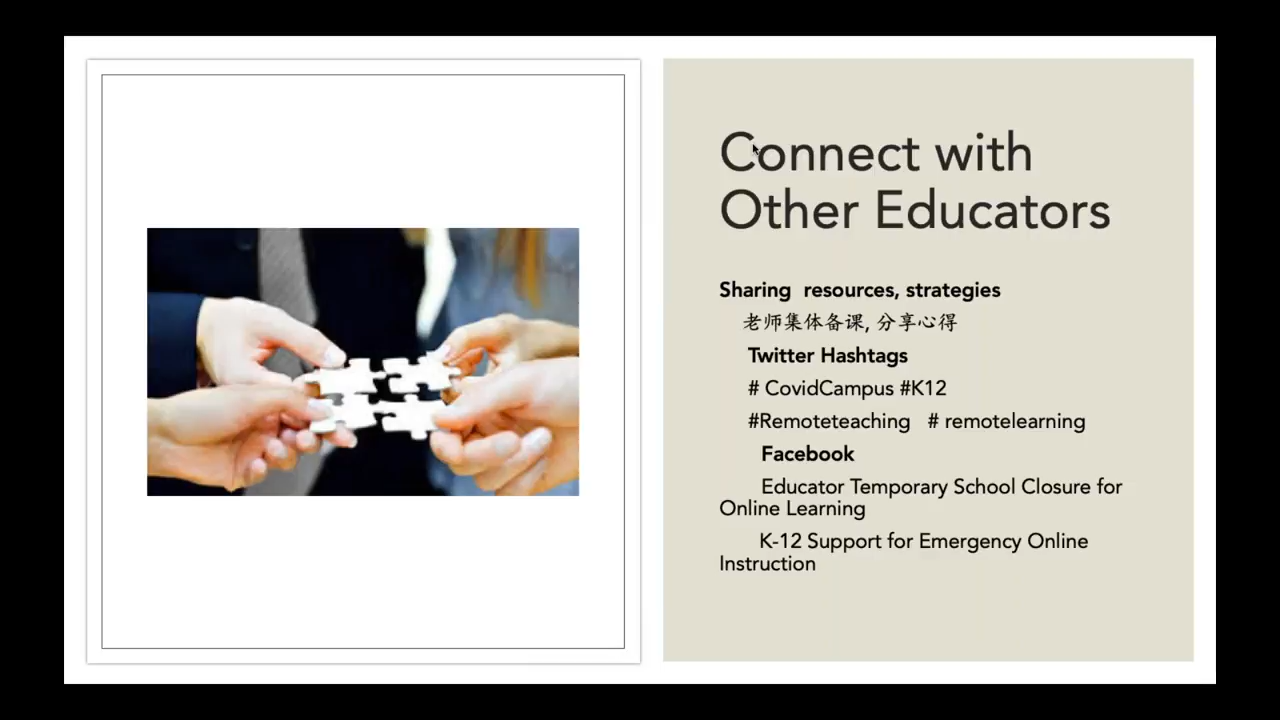 Connect with
Other Educators
Sharing  resources, strategies
老师集体备课, 分享心得
Twitter Hashtags
# CovidCampus #K12
#Remoteteaching   # remotelearning
Facebook
Educator Temporary School Closure for
Online Learning
K-12 Support for Emergency Online
Instruction